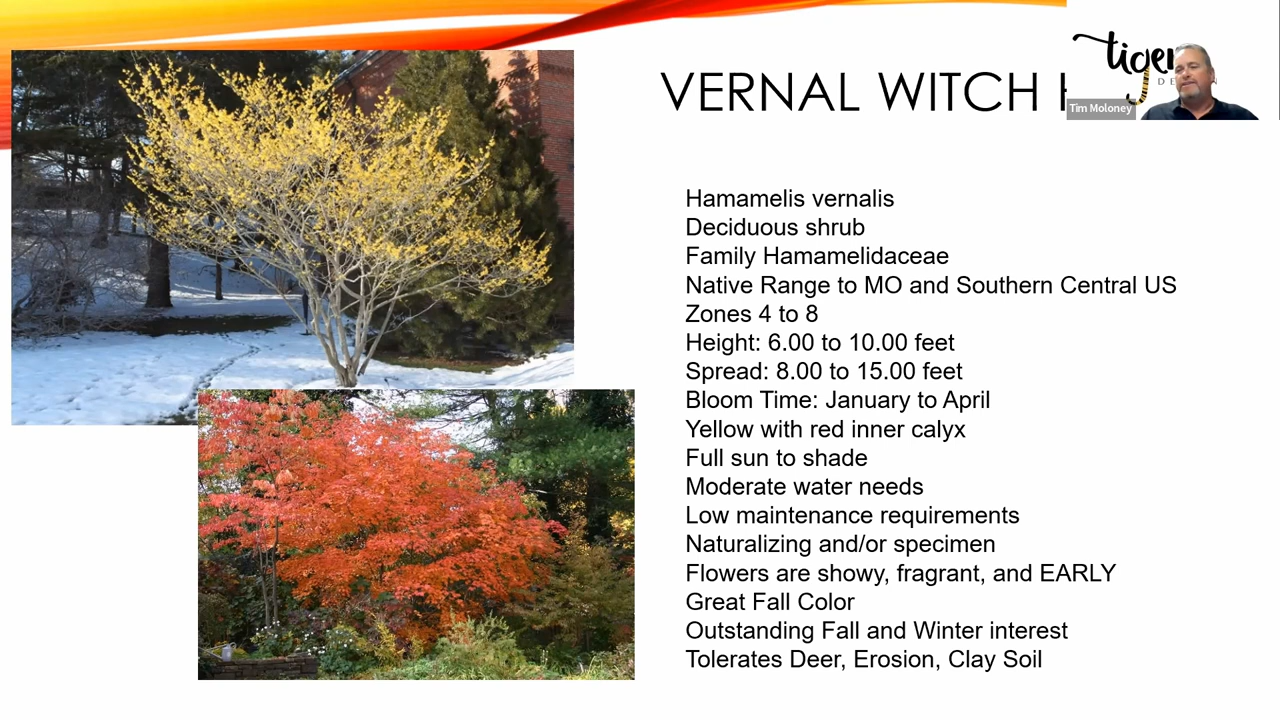 VERNAL WITCH H
tiger
DE
Tim Moloney
Hamamelis vernalis
Deciduous shrub
Family Hamamelidaceae
Native Range to MO and Southern Central US
Zones 4 to 8
Height: 6.00 to 10.00 feet
Spread: 8.00 to 15.00 feet
Bloom Time: January to April
Yellow with red inner calyx
Full sun to shade
Moderate water needs
Low maintenance requirements
Naturalizing and/or specimen
Flowers are showy, fragrant, and EARLY
Great Fall Color
Outstanding Fall and Winter interest
Tolerates Deer, Erosion, Clay Soil